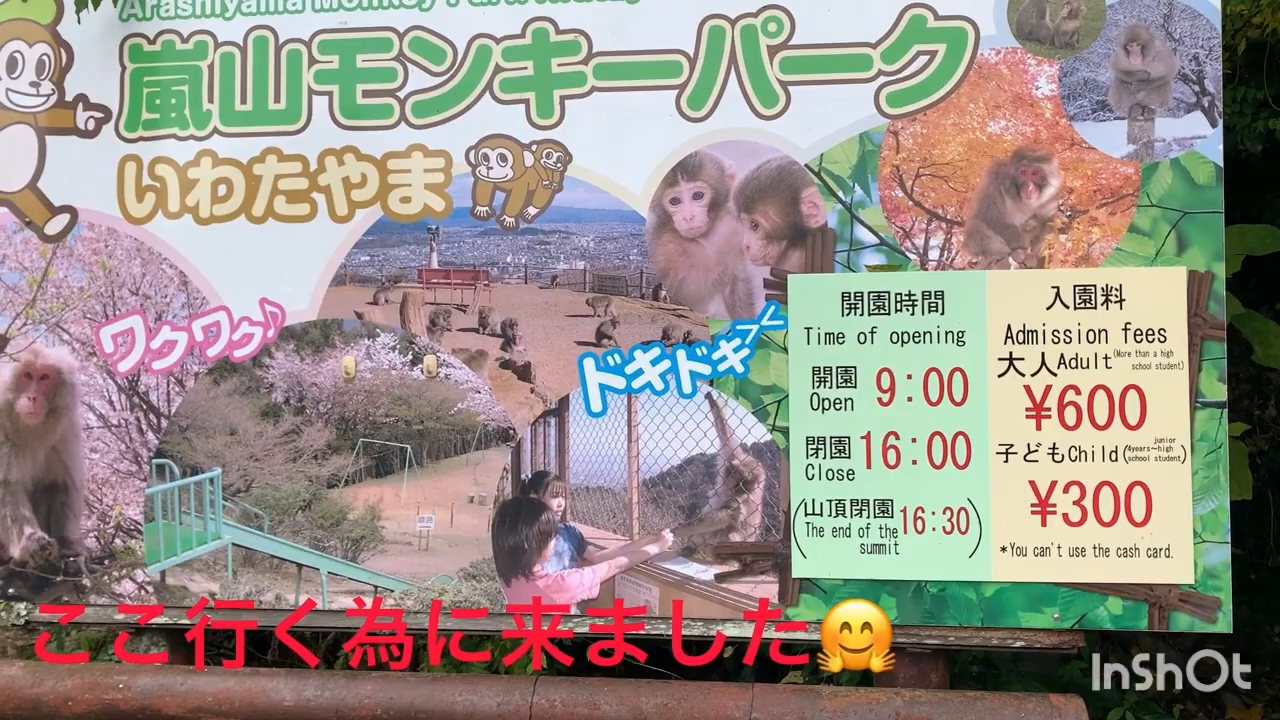 Arashiyama Monkey Park
嵐山モンキーパーク
いわたやま
ワクワク♪
ドキドキ
開園時間
Time of opening
開園 9:00
Open
閉園 16:00
Close
(山頂閉園 16:30)
The end of the
summit
入園料
Admission fees
大人Adult(More than a high
school student)
¥600
子どもChild(4years~junior high
school student)
¥300
*You can't use the cash card.
ここ行く為に来ました🤗
InShOt